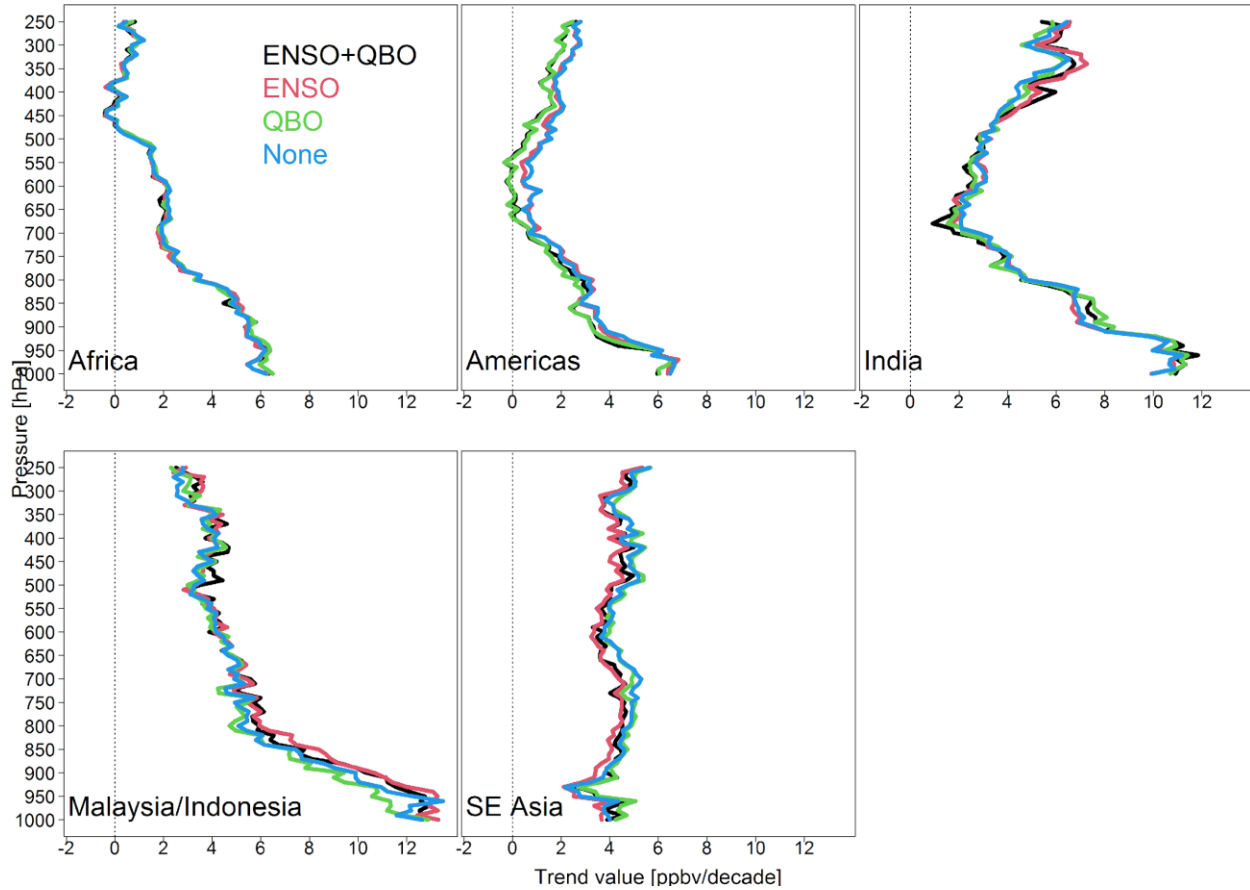 250
300
350
400
450
500
550
600
650
700
750
800
850
900
950
1000
ENSO+QBO
ENSO
QBO
None
Africa
Americas
India
-2 0 2 4 6 8 10 12
-2 0 2 4 6 8 10 12
-2 0 2 4 6 8 10 12
Pressure [hPa]
250
300
350
400
450
500
550
600
650
700
750
800
850
900
950
1000
Malaysia/Indonesia
SE Asia
-2 0 2 4 6 8 10 12
-2 0 2 4 6 8 10 12
Trend value [ppbv/decade]